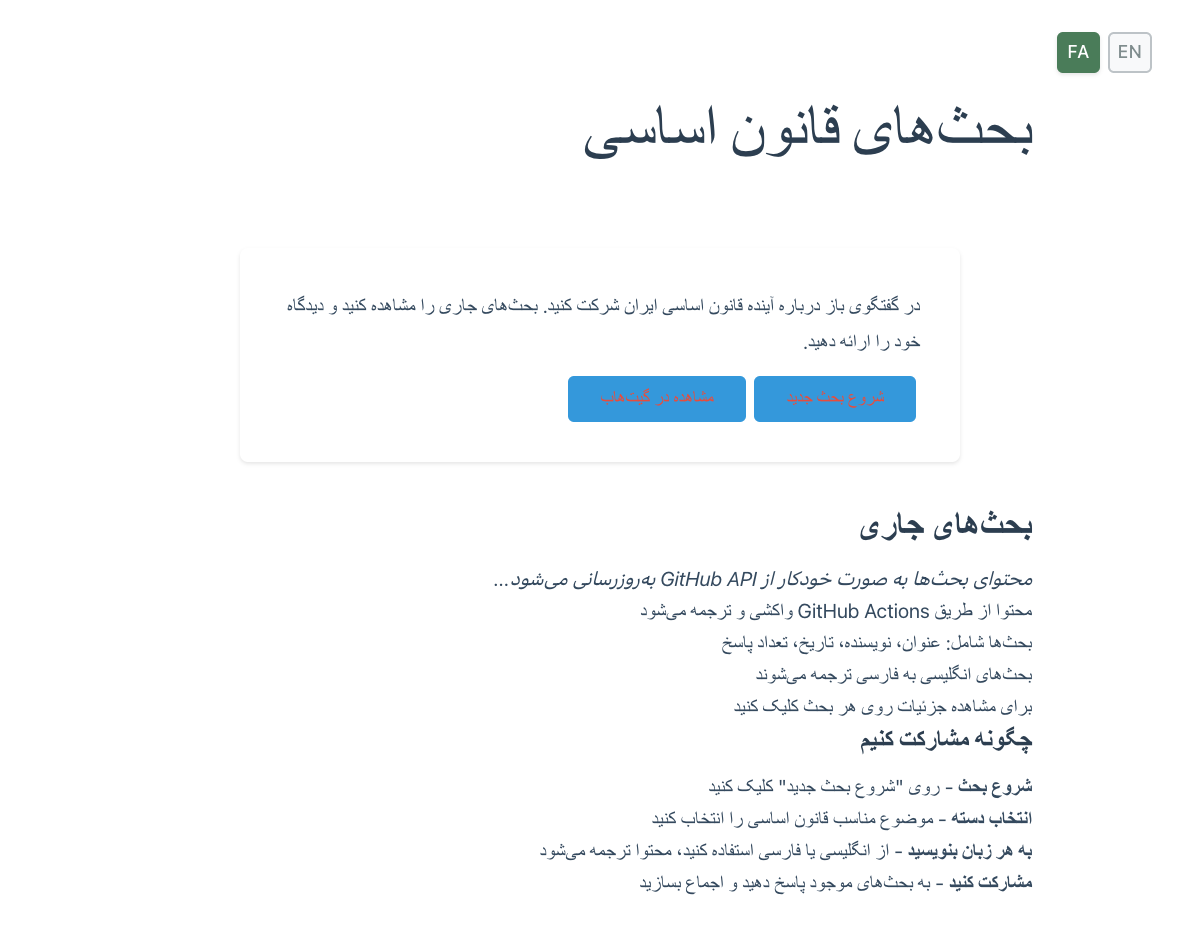 FA EN
بحث‌های قانون اساسی
در گفتگوی باز درباره آینده قانون اساسی ایران شرکت کنید. بحث‌های جاری را مشاهده کنید و دیدگاه
خود را ارائه دهید.
شروع بحث جدید مشاهده در گیت‌هاب
بحث‌های جاری
محتوای بحث‌ها به صورت خودکار از GitHub API به‌روزرسانی می‌شود...
محتوا از طریق GitHub Actions واکشی و ترجمه می‌شود
بحث‌ها شامل: عنوان، نویسنده، تاریخ، تعداد پاسخ
بحث‌های انگلیسی به فارسی ترجمه می‌شوند
برای مشاهده جزئیات روی هر بحث کلیک کنید
چگونه مشارکت کنیم
شروع بحث - روی "شروع بحث جدید" کلیک کنید
انتخاب دسته - موضوع مناسب قانون اساسی را انتخاب کنید
به هر زبان بنویسید - از انگلیسی یا فارسی استفاده کنید، محتوا ترجمه می‌شود
مشارکت کنید - به بحث‌های موجود پاسخ دهید و اجماع بسازید